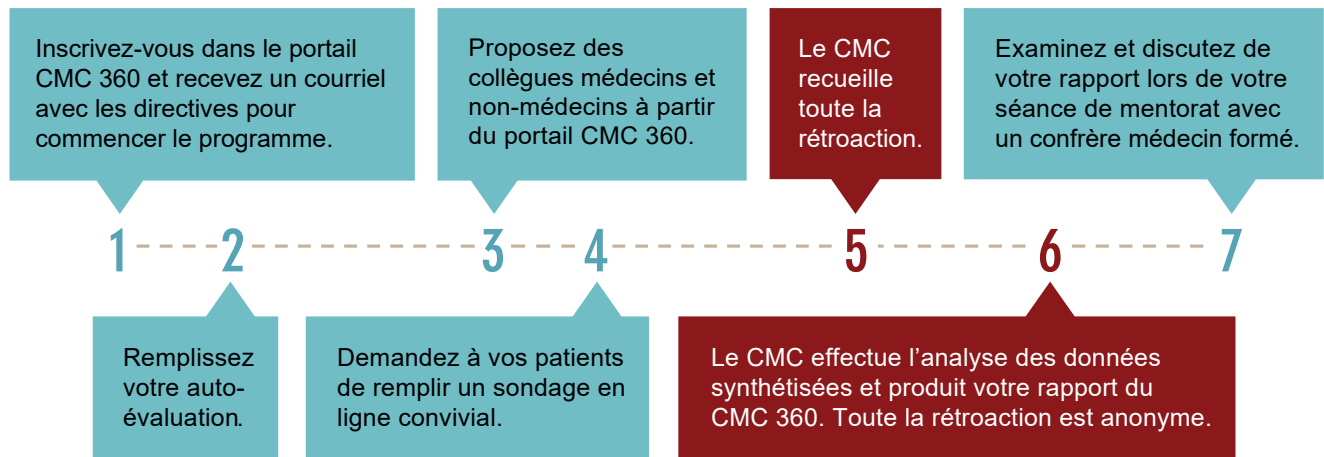 Inscrivez-vous dans le portail
CMC 360 et recevez un courriel
avec les directives pour
commencer le programme.
Proposez des
collègues médecins et
non-médecins à partir
du portail CMC 360.
Le CMC
recueille
toute la
rétroaction.
Examinez et discutez de
votre rapport lors de votre
séance de mentorat avec
un confrère médecin formé.
1 2 3 4 5 6 7
Remplissez
votre auto-
évaluation.
Demandez à vos patients
de remplir un sondage en
ligne convivial.
Le CMC effectue l’analyse des données
synthétisées et produit votre rapport du
CMC 360. Toute la rétroaction est anonyme.